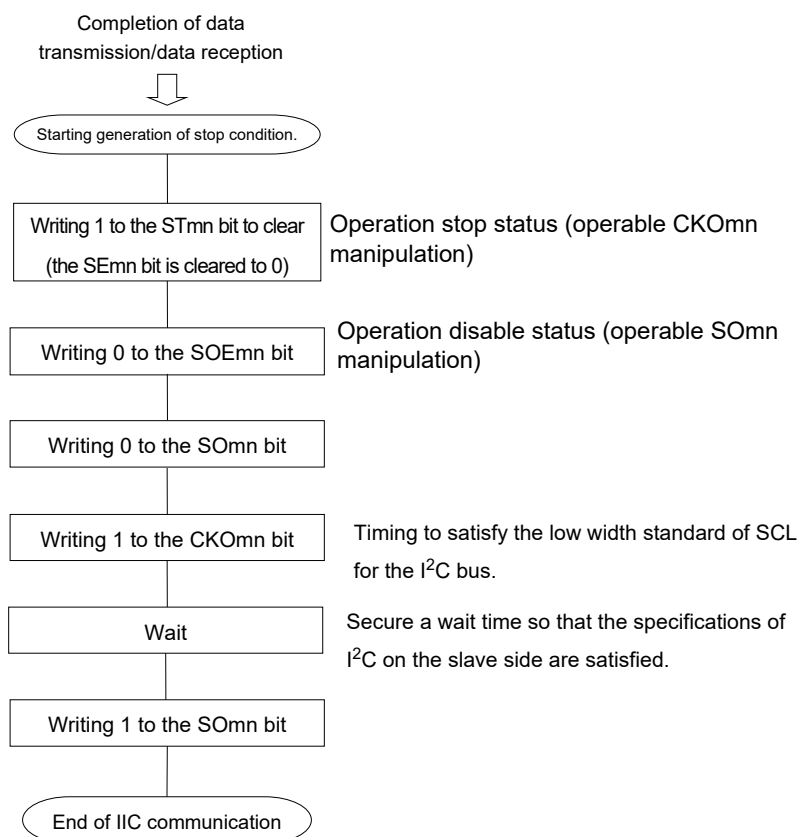 Completion of data
transmission/data reception
Starting generation of stop condition.
Writing 1 to the STmn bit to clear
(the SEmn bit is cleared to 0)
Operation stop status (operable CKOmn
manipulation)
Writing 0 to the SOEmn bit
Operation disable status (operable SOmn
manipulation)
Writing 0 to the SOmn bit
Writing 1 to the CKOmn bit
Timing to satisfy the low width standard of SCL
for the I²C bus.
Wait
Secure a wait time so that the specifications of
I²C on the slave side are satisfied.
Writing 1 to the SOmn bit
End of IIC communication